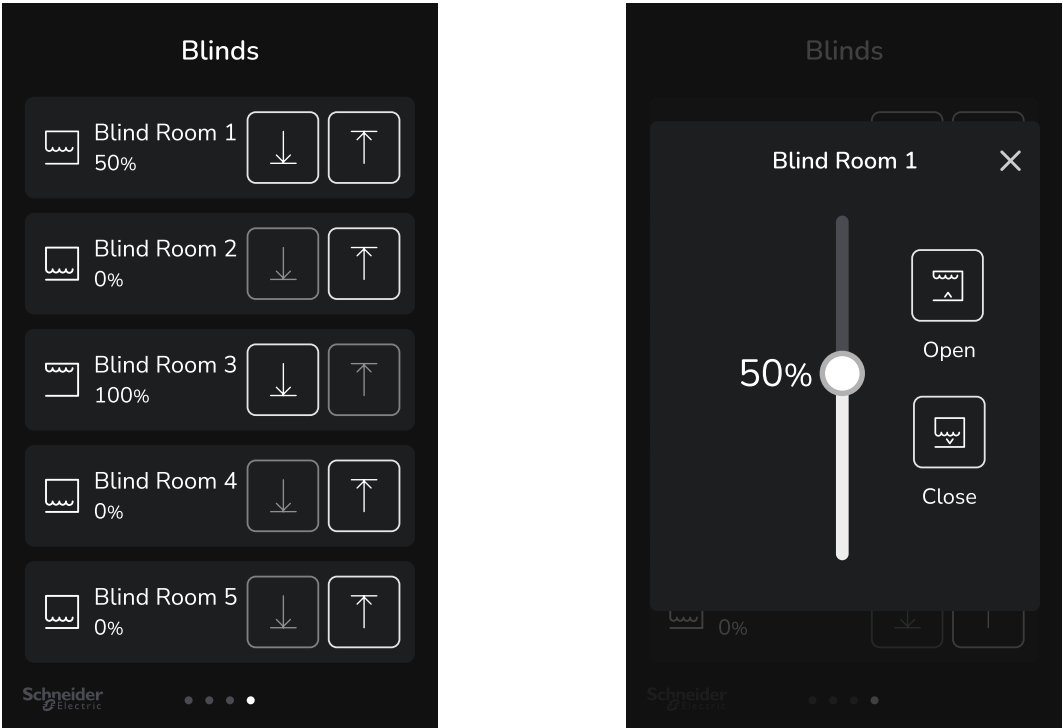 Blinds
Blind Room 1
50%
Blind Room 2
0%
Blind Room 3
100%
Blind Room 4
0%
Blind Room 5
0%
Schneider
Electric
Blinds
Blind Room 1
Open
50%
Close
0%
Schneider
Electric